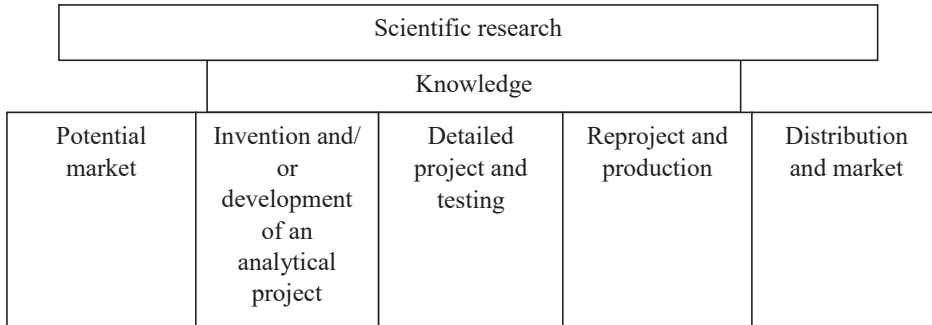 Scientific research
Knowledge
Potential
market
Invention and/
or
development
of an
analytical
project
Detailed
project and
testing
Reproject and
production
Distribution
and market